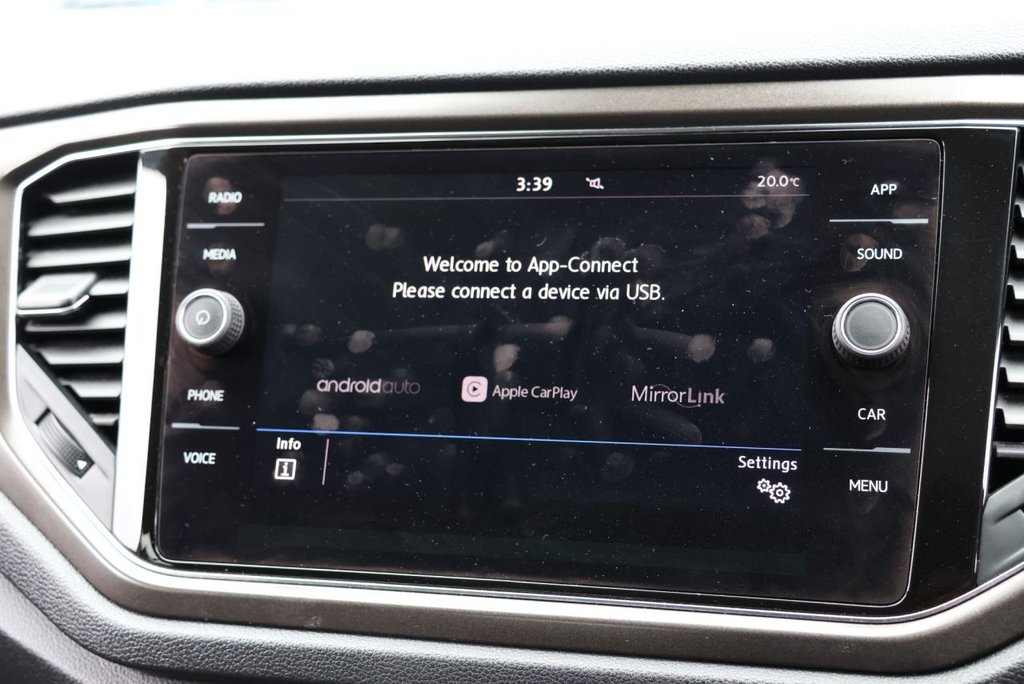 RADIO
MEDIA
PHONE
VOICE
3:39
20.0°C
Welcome to App-Connect
Please connect a device via USB.
androidauto
Apple CarPlay
MirrorLink
Info
i
Settings
APP
SOUND
CAR
MENU